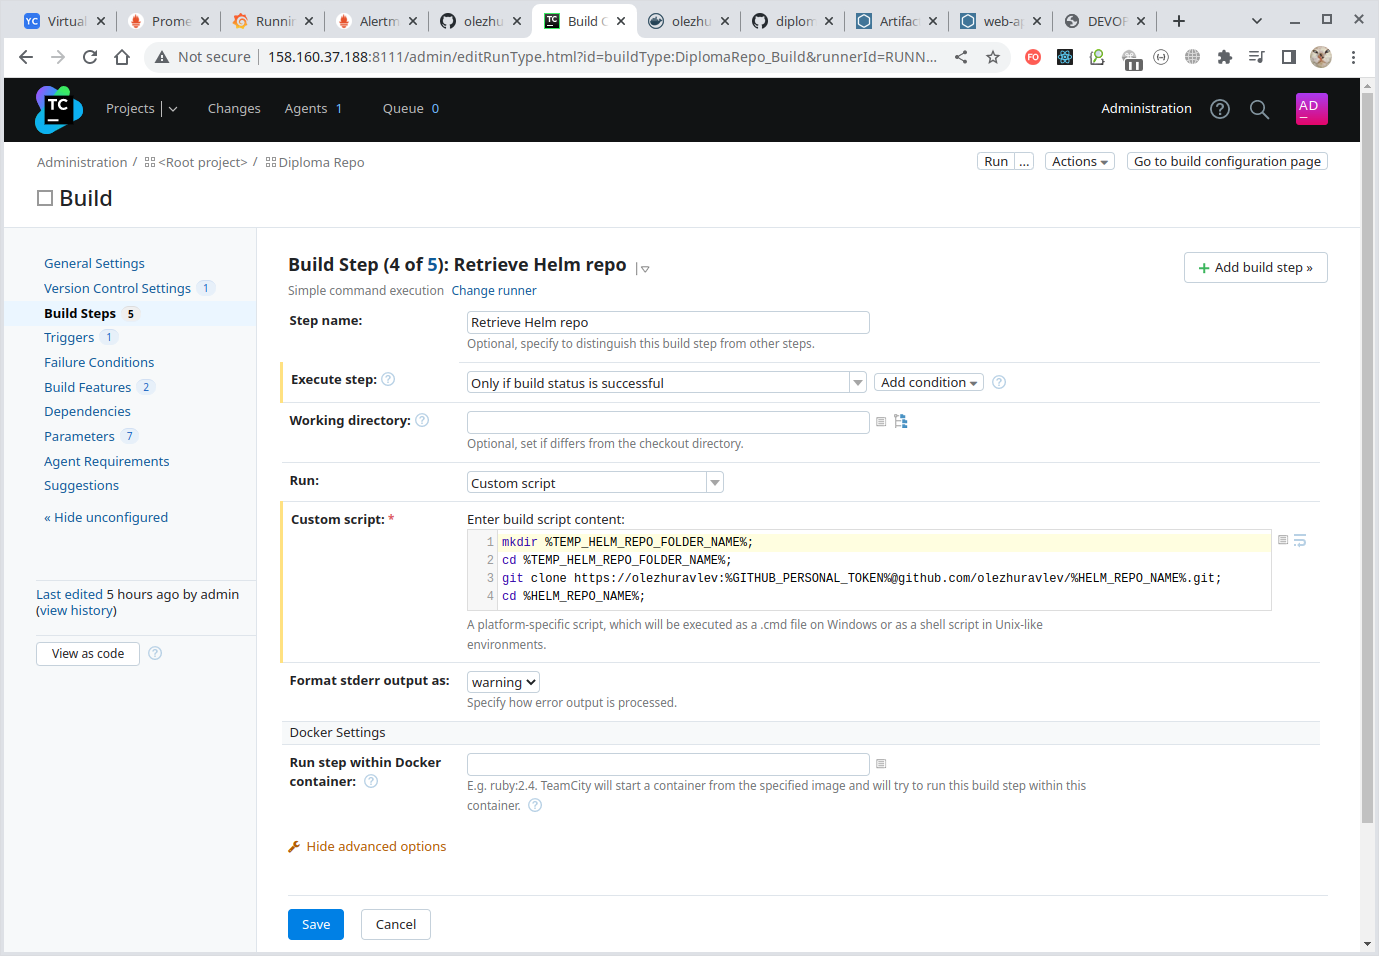 Virtual
Prome
Runnin
Alertm
olezhu
Build C
olezhu
diplom
Artifac
web-ap
DEVOP
Not secure
158.160.37.188:8111/admin/editRunType.html?id=buildType:DiplomaRepo_Build&runnerId=RUNN...
Projects
Changes
Agents 1
Queue 0
Administration
AD
Administration / <Root project> / Diploma Repo
Run ...
Actions
Go to build configuration page
Build
General Settings
Version Control Settings 1
Build Steps 5
Triggers 1
Failure Conditions
Build Features 2
Dependencies
Parameters 7
Agent Requirements
Suggestions
« Hide unconfigured
Last edited 5 hours ago by admin
(view history)
View as code
Build Step (4 of 5): Retrieve Helm repo
Add build step »
Simple command execution Change runner
Step name:
Retrieve Helm repo
Optional, specify to distinguish this build step from other steps.
Execute step:
Only if build status is successful
Add condition
Working directory:
Optional, set if differs from the checkout directory.
Run:
Custom script
Custom script: *
Enter build script content:
1 mkdir %TEMP_HELM_REPO_FOLDER_NAME%;
2 cd %TEMP_HELM_REPO_FOLDER_NAME%;
3 git clone https://olezhuravlev:%GITHUB_PERSONAL_TOKEN%@github.com/olezhuravlev/%HELM_REPO_NAME%.git;
4 cd %HELM_REPO_NAME%;
A platform-specific script, which will be executed as a .cmd file on Windows or as a shell script in Unix-like
environments.
Format stderr output as:
warning
Specify how error output is processed.
Docker Settings
Run step within Docker
container:
E.g. ruby:2.4. TeamCity will start a container from the specified image and will try to run this build step within this
container.
Hide advanced options
Save
Cancel